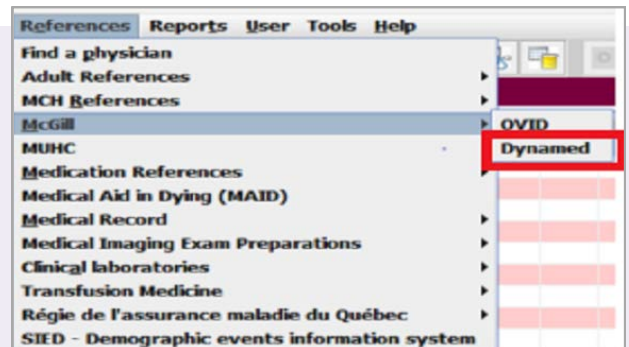 References Reports User Tools Help
Find a physician
Adult References
MCH References
McGill
OVID
MUHC
Dynamed
Medication References
Medical Aid in Dying (MAID)
Medical Record
Medical Imaging Exam Preparations
Clinical laboratories
Transfusion Medicine
Régie de l'assurance maladie du Québec
SIED - Demographic events information system